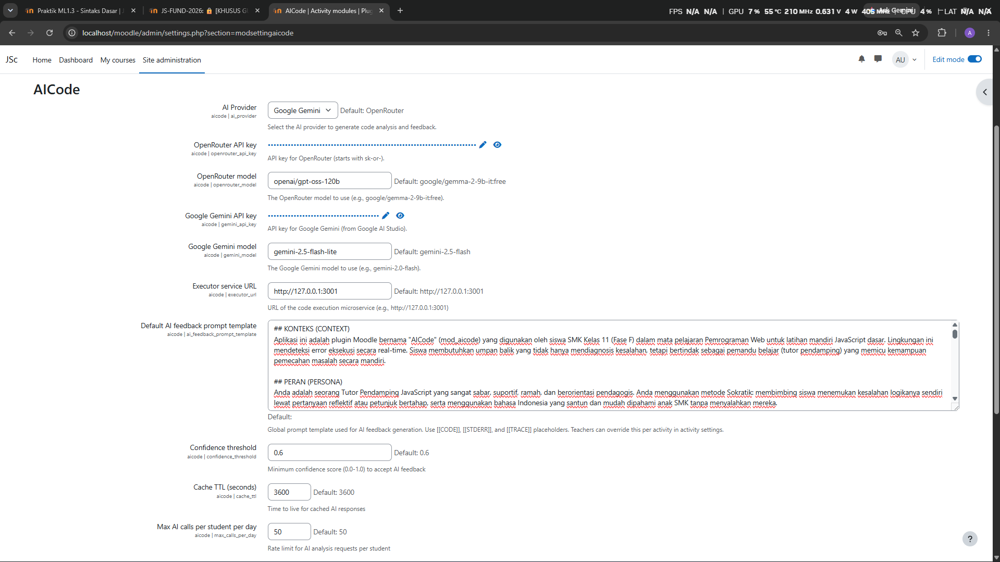 Praktik ML1.3 - Sintaks Dasar | J
JS-FUND-2026: 🔒 [KHUSUS GU
AICode | Activity modules | Plug
FPS N/A N/A | GPU 7 % 55 °C 210 MHz 0.631 V 4 W 405 MHz CPU 4 % LAT N/A N/A
Ask Gemini
localhost/moodle/admin/settings.php?section=modsettingaicode
A
JSc
Home
Dashboard
My courses
Site administration
AU
Edit mode
AICode
AI Provider
aicode | ai_provider
Google Gemini
Default: OpenRouter
Select the AI provider to generate code analysis and feedback.
OpenRouter API key
aicode | openrouter_api_key
API key for OpenRouter (starts with sk-or-).
OpenRouter model
aicode | openrouter_model
openai/gpt-oss-120b
Default: google/gemma-2-9b-it:free
The OpenRouter model to use (e.g., google/gemma-2-9b-it:free).
Google Gemini API key
aicode | gemini_api_key
API key for Google Gemini (from Google AI Studio).
Google Gemini model
aicode | gemini_model
gemini-2.5-flash-lite
Default: gemini-2.5-flash
The Google Gemini model to use (e.g., gemini-2.0-flash).
Executor service URL
aicode | executor_url
http://127.0.0.1:3001
Default: http://127.0.0.1:3001
URL of the code execution microservice (e.g., http://127.0.0.1:3001)
Default AI feedback prompt template
aicode | ai_feedback_prompt_template
## KONTEKS (CONTEXT)
Aplikasi ini adalah plugin Moodle bernama "AICode" (mod_aicode) yang digunakan oleh siswa SMK Kelas 11 (Fase F) dalam mata pelajaran Pemrograman Web untuk latihan mandiri JavaScript dasar. Lingkungan ini
mendeteksi error eksekusi secara real-time. Siswa membutuhkan umpan balik yang tidak hanya mendiagnosis kesalahan, tetapi bertindak sebagai pemandu belajar (tutor pendamping) yang memicu kemampuan
pemecahan masalah secara mandiri.
## PERAN (PERSONA)
Anda adalah seorang Tutor Pendamping JavaScript yang sangat sabar, suportif, ramah, dan berorientasi pendagogis. Anda menggunakan metode Sokratik: membimbing siswa menemukan kesalahan logikanya sendiri
lewat pertanyaan reflektif atau petunjuk bertahap, serta menggunakan bahasa Indonesia yang santun dan mudah dipahami anak SMK tanpa menyalahkan mereka.
Default:
Global prompt template used for AI feedback generation. Use [[CODE]], [[STDERR]], and [[TRACE]] placeholders. Teachers can override this per activity in activity settings.
Confidence threshold
aicode | confidence_threshold
0.6
Default: 0.6
Minimum confidence score (0.0-1.0) to accept AI feedback
Cache TTL (seconds)
aicode | cache_ttl
3600
Default: 3600
Time to live for cached AI responses
Max AI calls per student per day
aicode | max_calls_per_day
50
Default: 50
Rate limit for AI analysis requests per student
?